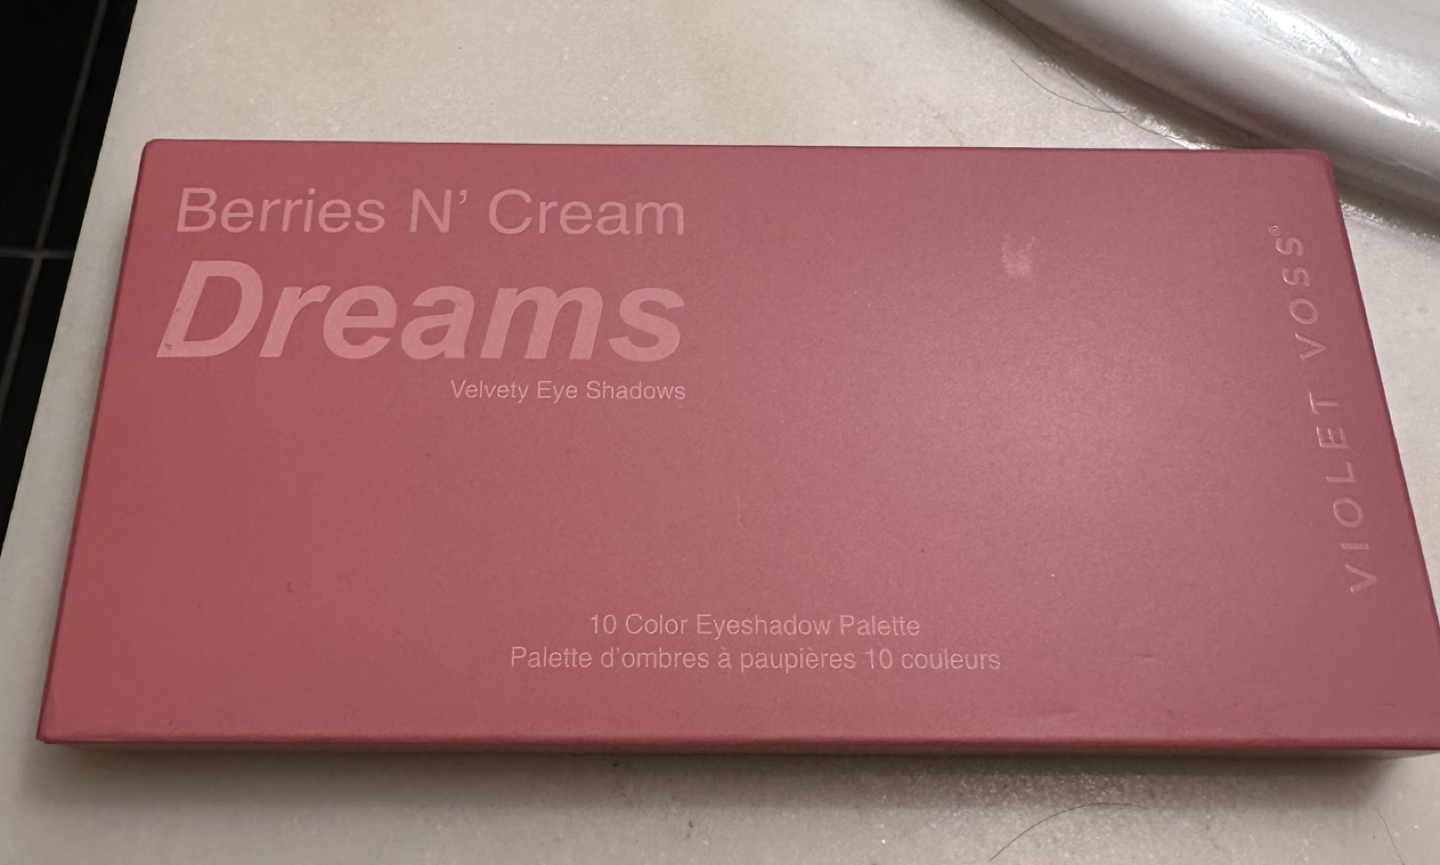 Berries N' Cream
Dreams
Velvety Eye Shadows
VIOLET VOSS®
10 Color Eyeshadow Palette
Palette d'ombres à paupières 10 couleurs